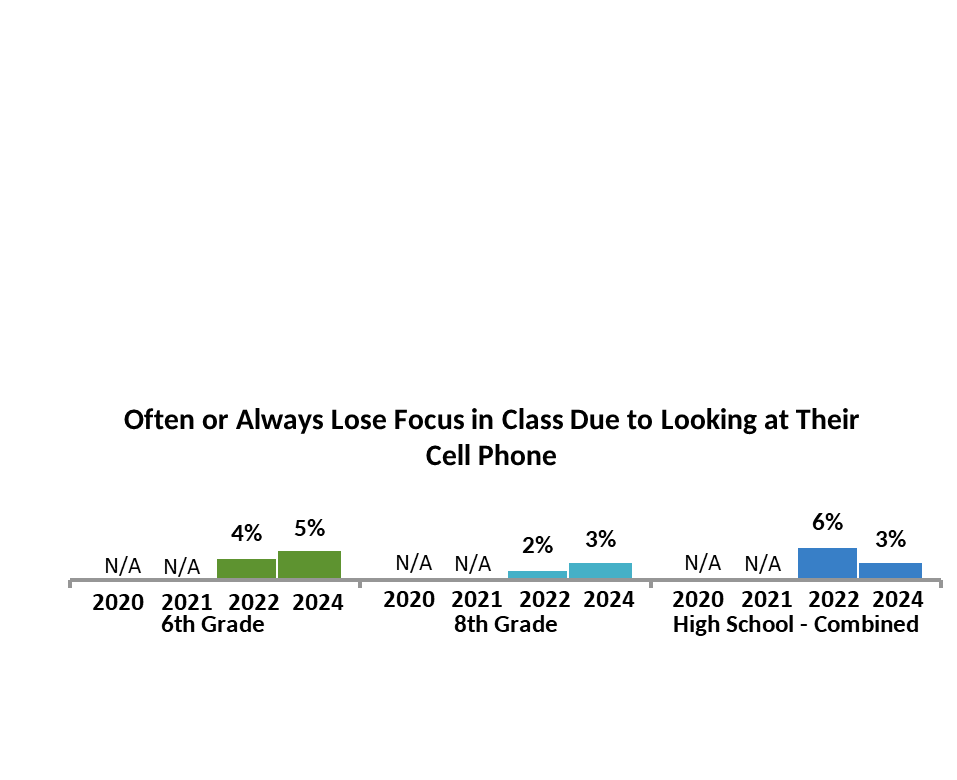 Often or Always Lose Focus in Class Due to Looking at Their
Cell Phone
4% 5% 2% 3% 6% 3%
N/A N/A N/A N/A N/A N/A
2020 2021 2022 2024 2020 2021 2022 2024 2020 2021 2022 2024
6th Grade 8th Grade High School - Combined